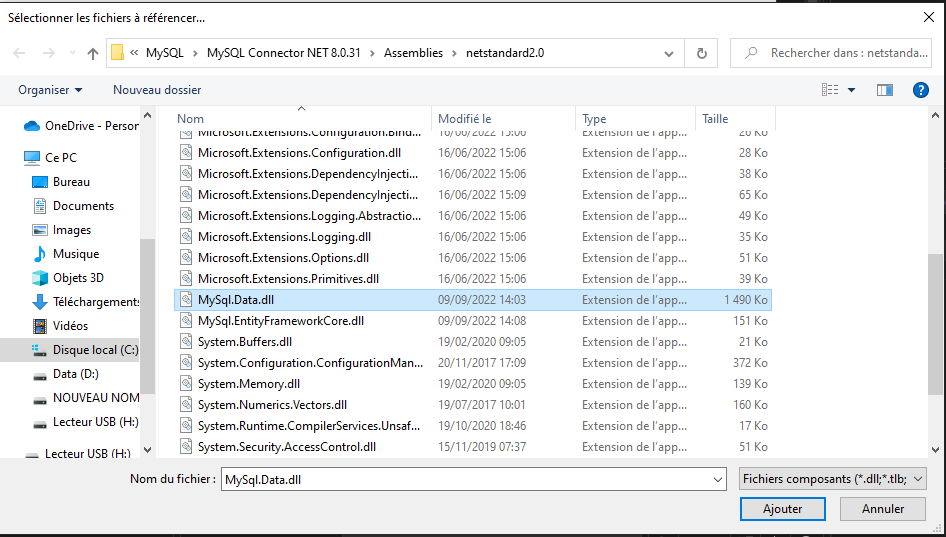 Sélectionner les fichiers à référencer...
« MySQL > MySQL Connector NET 8.0.31 > Assemblies > netstandard2.0
Rechercher dans : netstanda...
Organiser
Nouveau dossier
?
OneDrive - Person
Ce PC
Bureau
Documents
Images
Musique
Objets 3D
Téléchargements
Vidéos
Disque local (C:)
Data (D:)
NOUVEAU NOM
Lecteur USB (H:)
Lecteur USB (H:)
Nom Modifié le Type Taille
Microsoft.Extensions.Configuration.Bind... 16/06/2022 15:06 Extension de l'app... 26 Ko
Microsoft.Extensions.Configuration.dll 16/06/2022 15:06 Extension de l'app... 28 Ko
Microsoft.Extensions.DependencyInjecti... 16/06/2022 15:06 Extension de l'app... 38 Ko
Microsoft.Extensions.DependencyInjecti... 16/06/2022 15:09 Extension de l'app... 65 Ko
Microsoft.Extensions.Logging.Abstractio... 16/06/2022 15:06 Extension de l'app... 49 Ko
Microsoft.Extensions.Logging.dll 16/06/2022 15:06 Extension de l'app... 35 Ko
Microsoft.Extensions.Options.dll 16/06/2022 15:06 Extension de l'app... 51 Ko
Microsoft.Extensions.Primitives.dll 16/06/2022 15:06 Extension de l'app... 39 Ko
MySql.Data.dll 09/09/2022 14:03 Extension de l'app... 1 490 Ko
MySql.EntityFrameworkCore.dll 09/09/2022 14:08 Extension de l'app... 151 Ko
System.Buffers.dll 19/02/2020 09:05 Extension de l'app... 21 Ko
System.Configuration.ConfigurationMan... 20/11/2017 17:09 Extension de l'app... 372 Ko
System.Memory.dll 19/02/2020 09:05 Extension de l'app... 139 Ko
System.Numerics.Vectors.dll 19/07/2017 10:01 Extension de l'app... 160 Ko
System.Runtime.CompilerServices.Unsaf... 19/10/2020 18:46 Extension de l'app... 17 Ko
System.Security.AccessControl.dll 15/11/2019 07:37 Extension de l'app... 51 Ko
Nom du fichier : MySql.Data.dll
Fichiers composants (*.dll;*.tlb;
Ajouter
Annuler